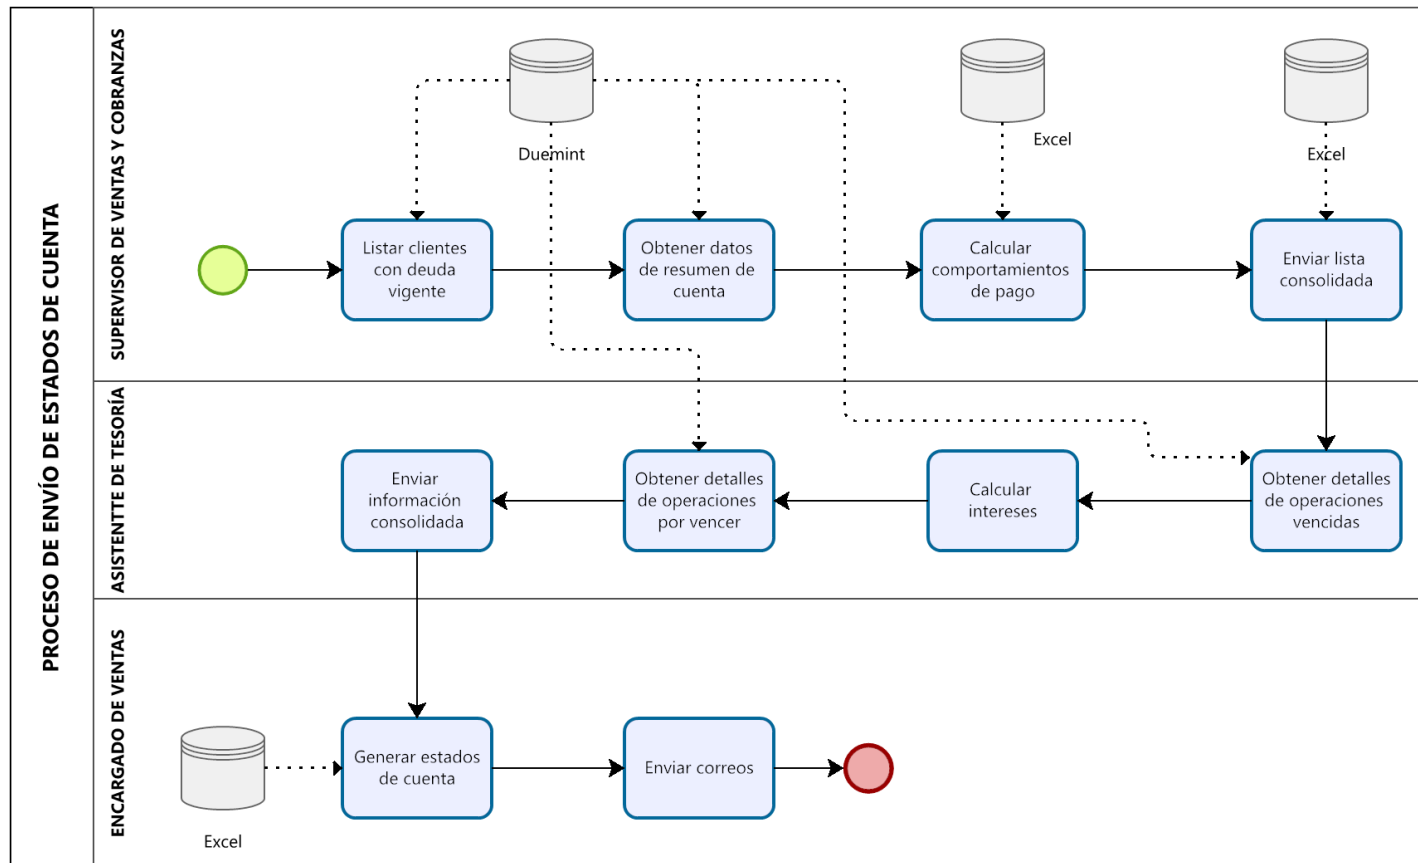 PROCESO DE ENVÍO DE ESTADOS DE CUENTA
SUPERVISOR DE VENTAS Y COBRANZAS
Duemint
Excel
Excel
Listar clientes
con deuda
vigente
Obtener datos
de resumen de
cuenta
Calcular
comportamientos
de pago
Enviar lista
consolidada
ASISTENTTE DE TESORÍA
Enviar
información
consolidada
Obtener detalles
de operaciones
por vencer
Calcular
intereses
Obtener detalles
de operaciones
vencidas
ENCARGADO DE VENTAS
Excel
Generar estados
de cuenta
Enviar correos